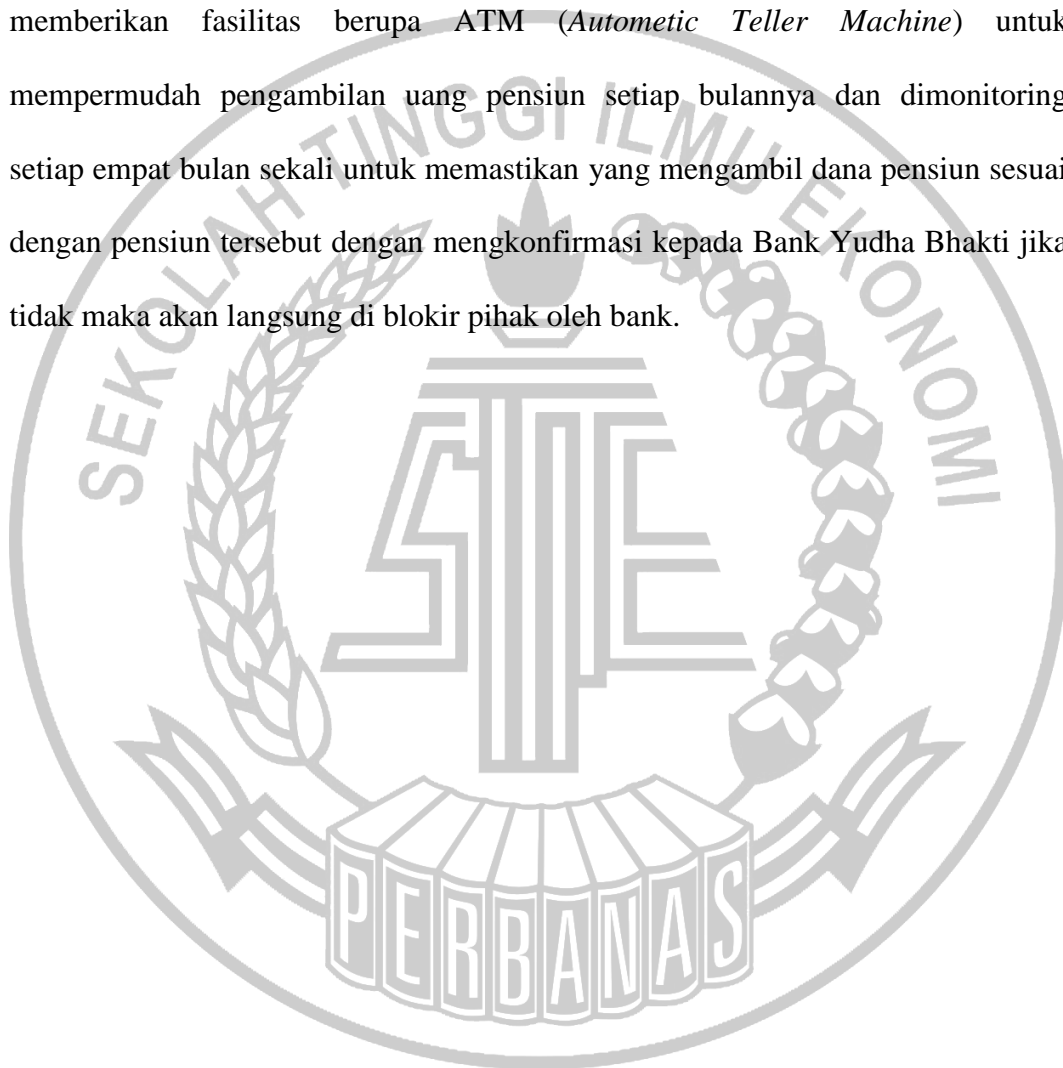 memberikan fasilitas berupa ATM (Autometic Teller Machine) untuk
mempermudah pengambilan uang pensiun setiap bulannya dan dimonitoring
setiap empat bulan sekali untuk memastikan yang mengambil dana pensiun sesuai
dengan pensiun tersebut dengan mengkonfirmasi kepada Bank Yudha Bhakti jika
tidak maka akan langsung di blokir pihak oleh bank.
SEKOLAH TINGGI ILMU EKONOMI
STIE
PERBANAS